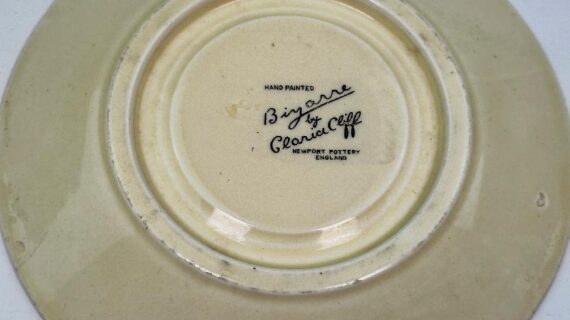 HAND PAINTED
Bizarre
by
Clarice Cliff
NEWPORT POTTERY
ENGLAND